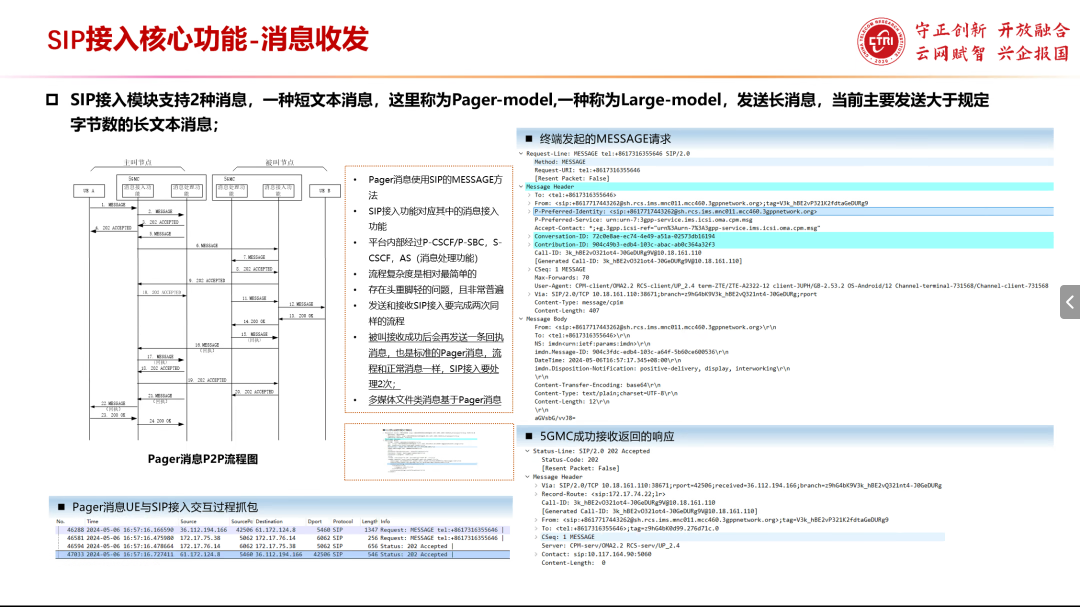 SIP接入核心功能-消息收发
守正创新 开放融合
云网赋智 兴企报国
CTRI
SIP接入模块支持2种消息，一种短文本消息，这里称为Pager-model,一种称为Large-model，发送长消息，当前主要发送大于规定
字节数的长文本消息；
主叫节点
被叫节点
UE A
5GMC
消息接入功能
消息处理功能
5GMC
消息处理功能
消息接入功能
UE B
1. MESSAGE
2. MESSAGE
3. 202 ACCEPTED
4. 202 ACCEPTED
5.MESSAGE
6.MESSAGE
7.MESSAGE
8. 202 ACCEPTED
9. 202 ACCEPTED
10. 202 ACCEPTED
11.MESSAGE
12.MESSAGE
13. 200 OK
14.200 OK
15. MESSAGE
(回执)
16.MESSAGE
(回执)
17. MESSAGE
(回执)
18. 202 ACCEPTED
19. 202 ACCEPTED
20. 202 ACCEPTED
21.MESSAGE
(回执)
22.MESSAGE
(回执)
23. 200 OK
24.200 OK
Pager消息P2P流程图
• Pager消息使用SIP的MESSAGE方
法
• SIP接入功能对应其中的消息接入
功能
• 平台内部经过P-CSCF/P-SBC，S-
CSCF，AS（消息处理功能）
• 流程复杂度是相对最简单的
• 存在头重脚轻的问题，且非常普遍
• 发送和接收SIP接入要完成两次同
样的流程
• 被叫接收成功后会再发送一条回执
消息，也是标准的Pager消息，流
程和正常消息一样，SIP接入要处
理2次；
• 多媒体文件类消息基于Pager消息
■ Pager消息UE与SIP接入交互过程抓包
No. Time Source SourcePo Destination Dport Protocol Length Info
46288 2024-05-06 16:57:16.166590 36.112.194.166 42506 61.172.124.8 5460 SIP 1347 Request: MESSAGE tel:+8617316355646 |
46581 2024-05-06 16:57:16.475980 172.17.75.38 5062 172.17.76.14 6062 SIP 256 Request: MESSAGE tel:+8617316355646 |
46594 2024-05-06 16:57:16.478664 172.17.76.14 6062 172.17.75.38 5062 SIP 656 Status: 202 Accepted |
47033 2024-05-06 16:57:16.727411 61.172.124.8 5460 36.112.194.166 42506 SIP 546 Status: 202 Accepted |
■ 终端发起的MESSAGE请求
Request-Line: MESSAGE tel:+8617316355646 SIP/2.0
Method: MESSAGE
Request-URI: tel:+8617316355646
[Resent Packet: False]
Message Header
To: <tel:+8617316355646>
From: <sip:+8617717443262@sh.rcs.ims.mnc011.mcc460.3gppnetwork.org>;tag=V3k_hBE2vP321K2fdtaGeDURg9
P-Preferred-Identity: <sip:+8617717443262@sh.rcs.ims.mnc011.mcc460.3gppnetwork.org>
P-Preferred-Service: urn:urn-7:3gpp-service.ims.icsi.oma.cpm.msg
Accept-Contact: *;+g.3gpp.icsi-ref="urn%3Aurn-7%3A3gpp-service.ims.icsi.oma.cpm.msg"
Conversation-ID: 72c0e8ae-ec74-4e49-a51a-02573db16194
Contribution-ID: 904c49b3-edb4-103c-abac-ab0c364a32f3
Call-ID: 3k_hBE2vO321ot4-J0GeDURg9V@10.18.161.110
[Generated Call-ID: 3k_hBE2vO321ot4-J0GeDURg9V@10.18.161.110]
CSeq: 1 MESSAGE
Max-Forwards: 70
User-Agent: CPM-client/OMA2.2 RCS-client/UP_2.4 term-ZTE/ZTE-A2322-12 client-JUPH/GB-2.53.2 OS-Android/12 Channel-terminal-731568/Channel-client-731568
Via: SIP/2.0/TCP 10.18.161.110:38671;branch=z9hG4bK9V3k_hBE2vO321nt4-J0GeDURg;rport
Content-Type: message/cpim
Content-Length: 407
Message Body
From: <sip:+8617717443262@sh.rcs.ims.mnc011.mcc460.3gppnetwork.org>\r\n
To: <tel:+8617316355646>\r\n
NS: imdn<urn:ietf:params:imdn>\r\n
imdn.Message-ID: 904c3fdc-edb4-103c-a64f-5b60ce600536\r\n
DateTime: 2024-05-06T16:57:17.345+08:00\r\n
imdn.Disposition-Notification: positive-delivery, display, interworking\r\n
\r\n
Content-Transfer-Encoding: base64\r\n
Content-Type: text/plain;charset=UTF-8\r\n
Content-Length: 12\r\n
\r\n
aGVsbG/vvJ8=
■ 5GMC成功接收返回的响应
Status-Line: SIP/2.0 202 Accepted
Status-Code: 202
[Resent Packet: False]
Message Header
Via: SIP/2.0/TCP 10.18.161.110:38671;rport=42506;received=36.112.194.166;branch=z9hG4bK9V3k_hBE2vQ321nt4-J0GeDURg
Record-Route: <sip:172.17.74.22;lr>
Call-ID: 3k_hBE2vO321ot4-J0GeDURg9V@10.18.161.110
[Generated Call-ID: 3k_hBE2vO321ot4-J0GeDURg9V@10.18.161.110]
From: <sip:+8617717443262@sh.rcs.ims.mnc011.mcc460.3gppnetwork.org>;tag=V3k_hBE2vP321K2fdtaGeDURg9
To: <tel:+8617316355646>;tag=z9hG4bK0d99.276d71c.0
CSeq: 1 MESSAGE
Server: CPM-serv/OMA2.2 RCS-serv/UP_2.4
Contact: sip:10.117.164.90:5060
Content-Length: 0